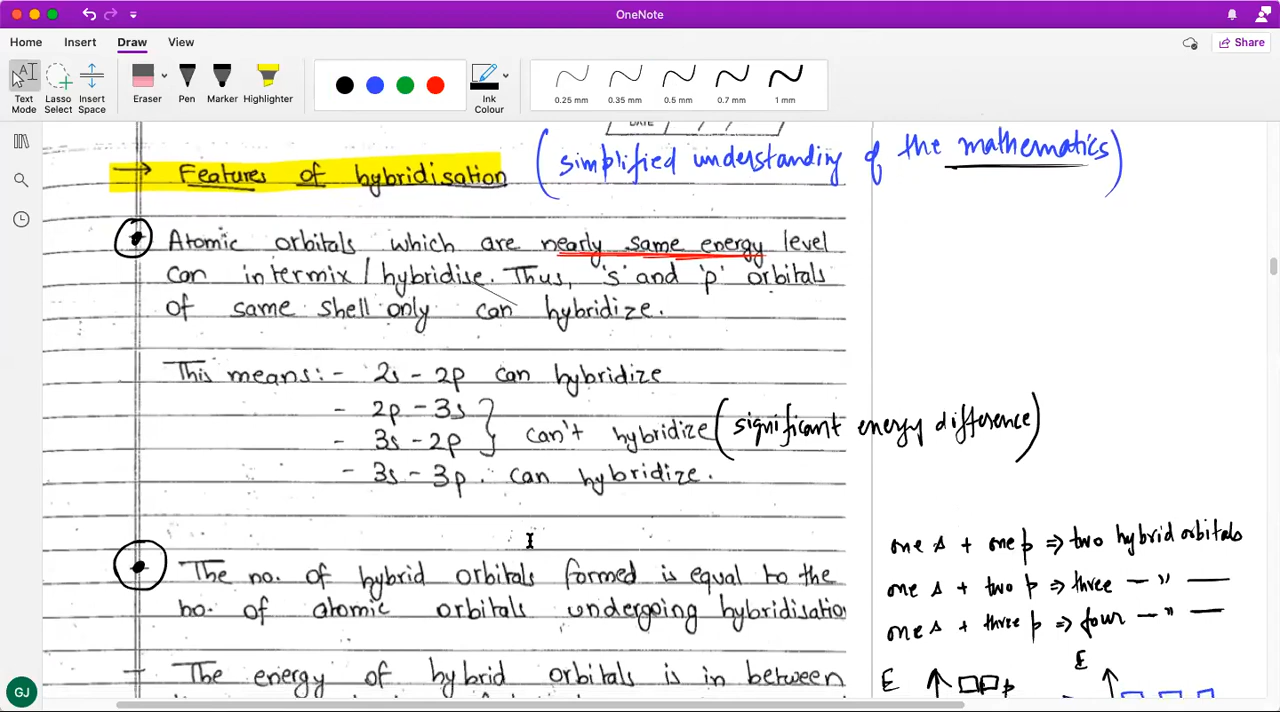 OneNote
Home Insert Draw View
Share
Text Mode
Lasso Select
Insert Space
Eraser
Pen
Marker
Highlighter
Ink Colour
0.25 mm
0.35 mm
0.5 mm
0.7 mm
1 mm
DATE
→ Features of hybridisation (simplified understanding of the mathematics)
Atomic orbitals which are nearly same energy level
can intermix/hybridise. Thus, 's' and 'p' orbitals
of same shell only can hybridize.
This means:- 2s - 2p can hybridize
- 2p - 3s
- 3s - 2p } can't hybridize (significant energy difference)
- 3s - 3p. can hybridize.
one s + one p ⇒ two hybrid orbitals
one s + two p ⇒ three —〃—
one s + three p ⇒ four —〃—
The no. of hybrid orbitals formed is equal to the
no. of atomic orbitals undergoing hybridisatio
The energy of hybrid orbitals is in between
E p
E
GJ